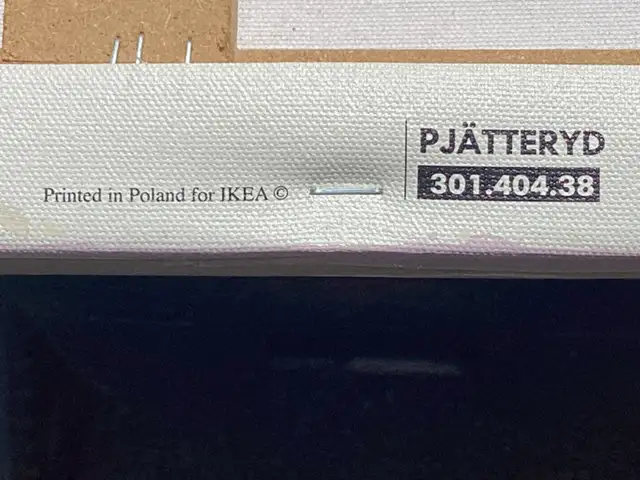 Printed in Poland for IKEA ©
PJÄTTERYD
301.404.38